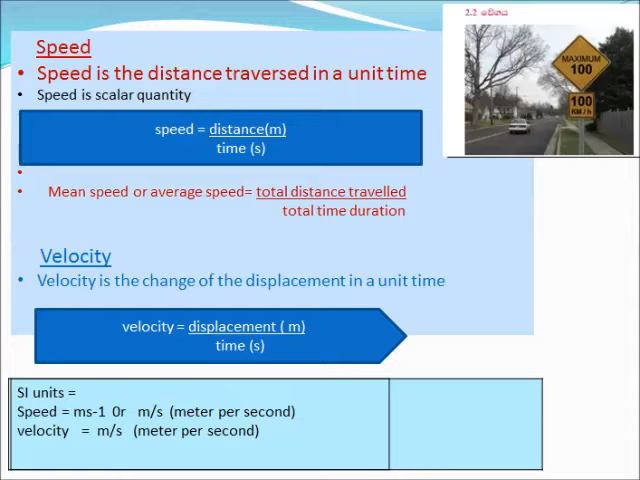 2.2 වේගය
Speed
• Speed is the distance traversed in a unit time
• Speed is scalar quantity
speed = distance(m)
time (s)
•
• Mean speed or average speed= total distance travelled
total time duration
MAXIMUM
100
100
KM/h
Velocity
• Velocity is the change of the displacement in a unit time
velocity = displacement ( m)
time (s)
SI units =
Speed = ms-1 0r m/s (meter per second)
velocity = m/s (meter per second)